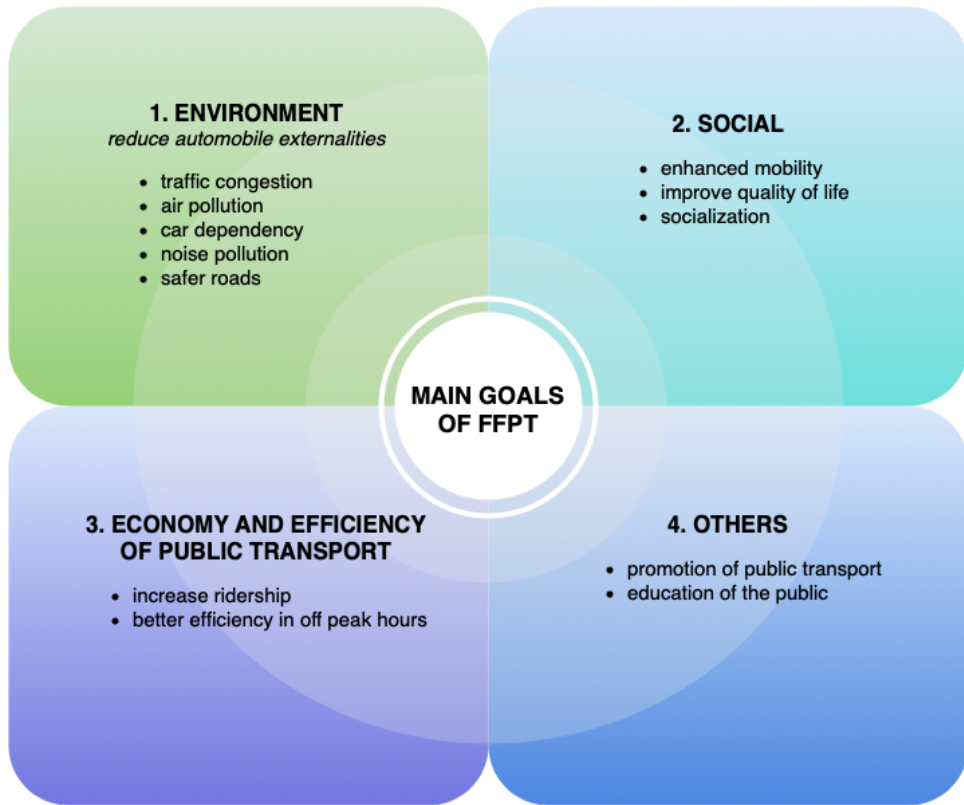 1. ENVIRONMENT
reduce automobile externalities
• traffic congestion
• air pollution
• car dependency
• noise pollution
• safer roads
2. SOCIAL
• enhanced mobility
• improve quality of life
• socialization
MAIN GOALS
OF FFPT
3. ECONOMY AND EFFICIENCY
OF PUBLIC TRANSPORT
• increase ridership
• better efficiency in off peak hours
4. OTHERS
• promotion of public transport
• education of the public